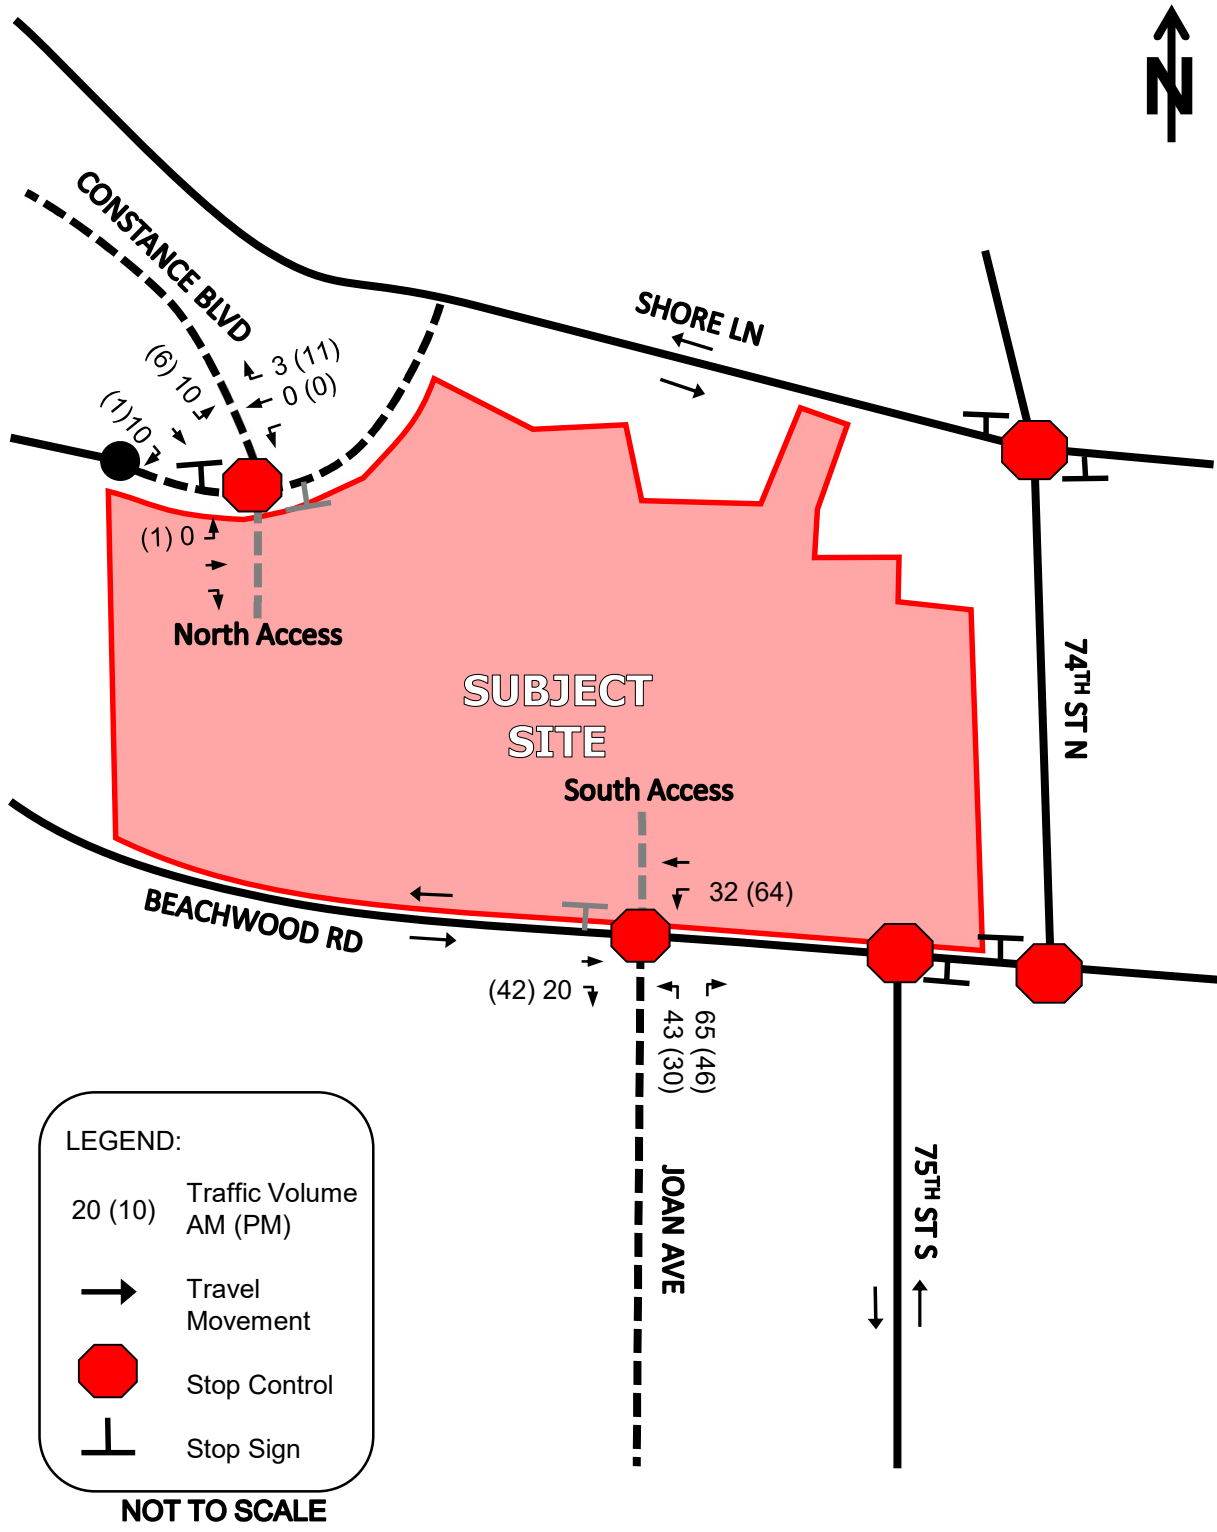 N
CONSTANCE BLVD
SHORE LN
3 (11)
0 (0)
(6) 10
(1)10
(1) 0
North Access
SUBJECT
SITE
74TH ST N
South Access
32 (64)
BEACHWOOD RD
(42) 20
43 (30)
65 (46)
JOAN AVE
75TH ST S
LEGEND:
20 (10)
Traffic Volume
AM (PM)
Travel
Movement
Stop Control
Stop Sign
NOT TO SCALE